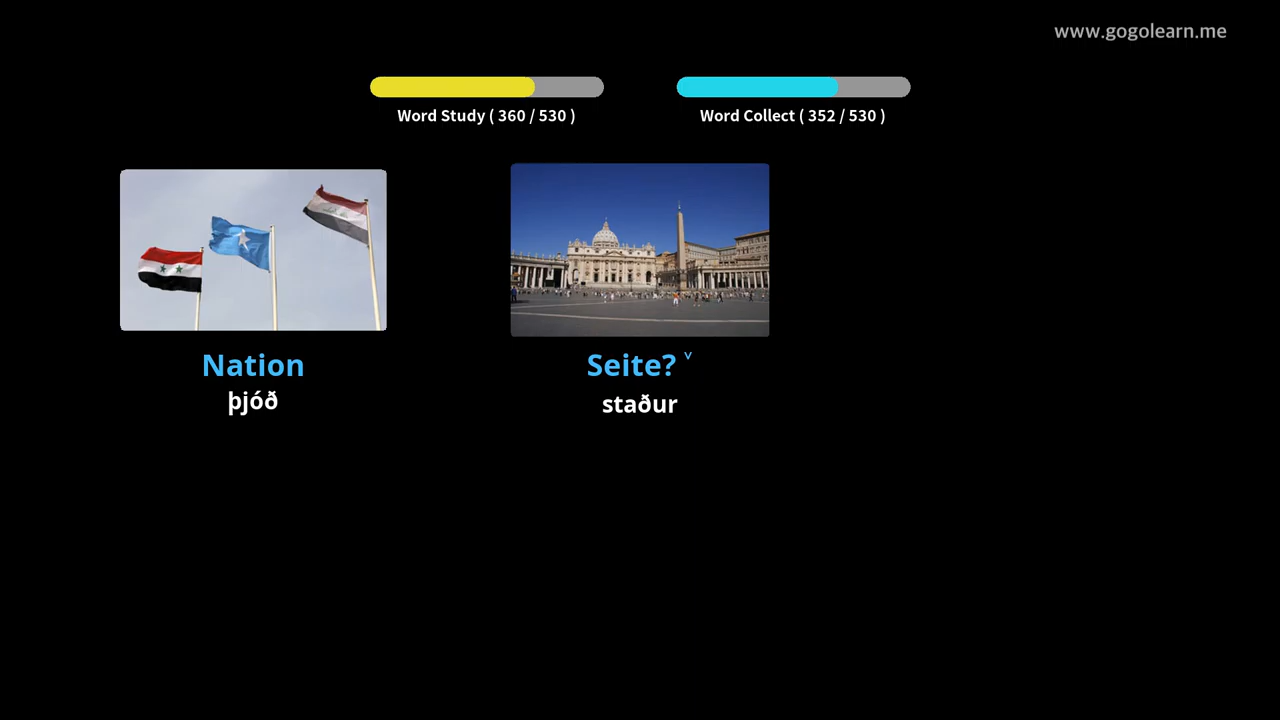 www.gogolearn.me
Word Study ( 360 / 530 )
Word Collect ( 352 / 530 )
Nation
þjóð
Seite? ˅
staður